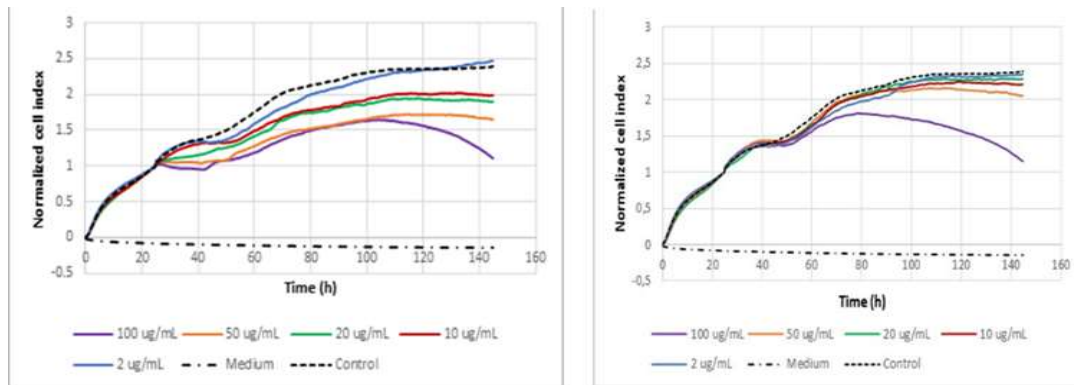 3
2.5
2
1.5
1
0.5
0
-0.5
Normalized cell index
0 20 40 60 80 100 120 140 160
Time (h)
100 ug/mL 50 ug/mL 20 ug/mL 10 ug/mL
2 ug/mL Medium Control
3
2,5
2
1,5
1
0,5
0
-0,5
Normalized cell index
0 20 40 60 80 100 120 140 160
Time (h)
100 ug/mL 50 ug/mL 20 ug/mL 10 ug/mL
2 ug/mL Medium Control